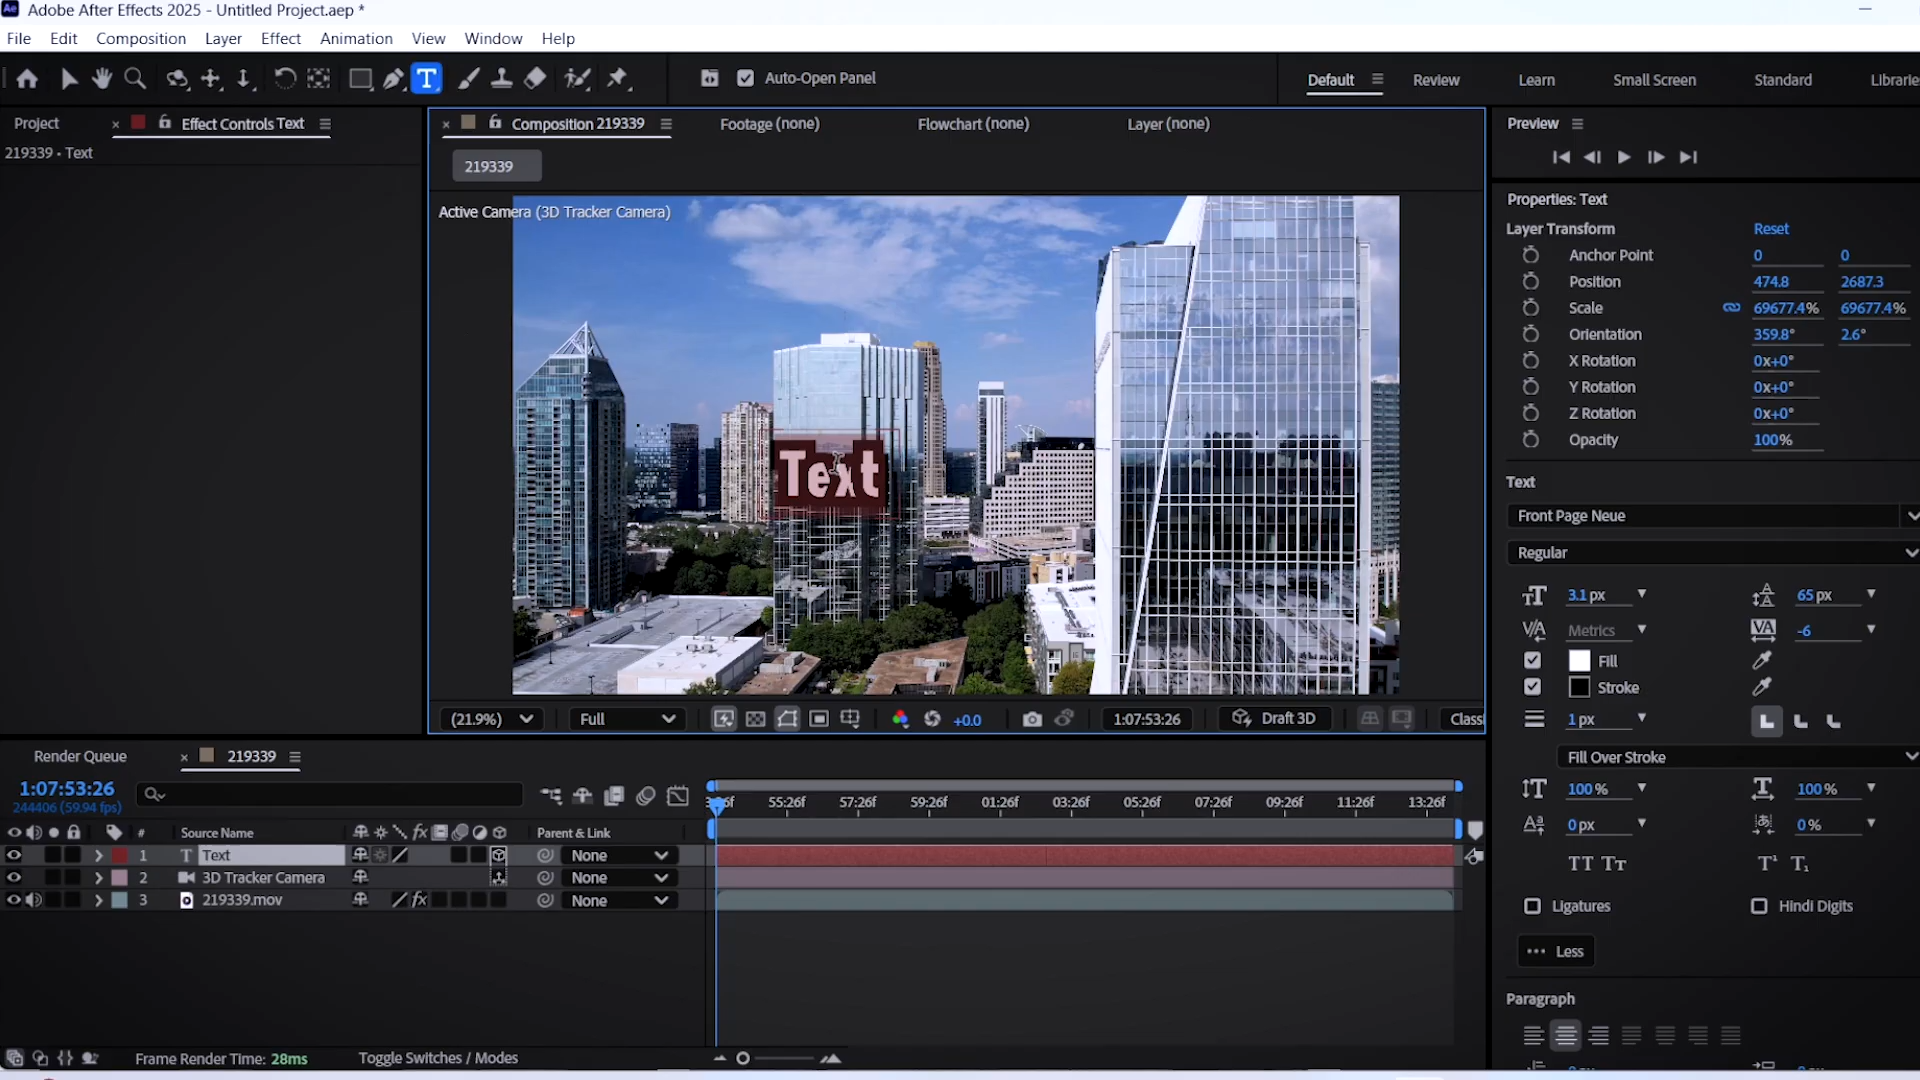 Adobe After Effects 2025 - Untitled Project.aep *
File Edit Composition Layer Effect Animation View Window Help
Auto-Open Panel
Default Review Learn Small Screen Standard Librarie
Project
Effect Controls Text
219339 • Text
Composition 219339
Footage (none)
Flowchart (none)
Layer (none)
219339
Active Camera (3D Tracker Camera)
Text
(21.9%)
Full
+0.0
1:07:53:26
Draft 3D
Classi
Preview
Properties: Text
Layer Transform Reset
Anchor Point 0 0
Position 474.8 2687.3
Scale 69677.4% 69677.4%
Orientation 359.8° 2.6°
X Rotation 0x+0°
Y Rotation 0x+0°
Z Rotation 0x+0°
Opacity 100%
Text
Front Page Neue
Regular
3.1 px 65 px
Metrics -6
Fill
Stroke
1 px
Fill Over Stroke
100 % 100 %
0 px 0 %
TT Tт T¹ T₁
Ligatures Hindi Digits
Less
Paragraph
Render Queue
219339
1:07:53:26
244406 (59.94 fps)
55:26f 57:26f 59:26f 01:26f 03:26f 05:26f 07:26f 09:26f 11:26f 13:26f
# Source Name fx Parent & Link
1 T Text None
2 3D Tracker Camera None
3 219339.mov fx None
Frame Render Time: 28ms
Toggle Switches / Modes